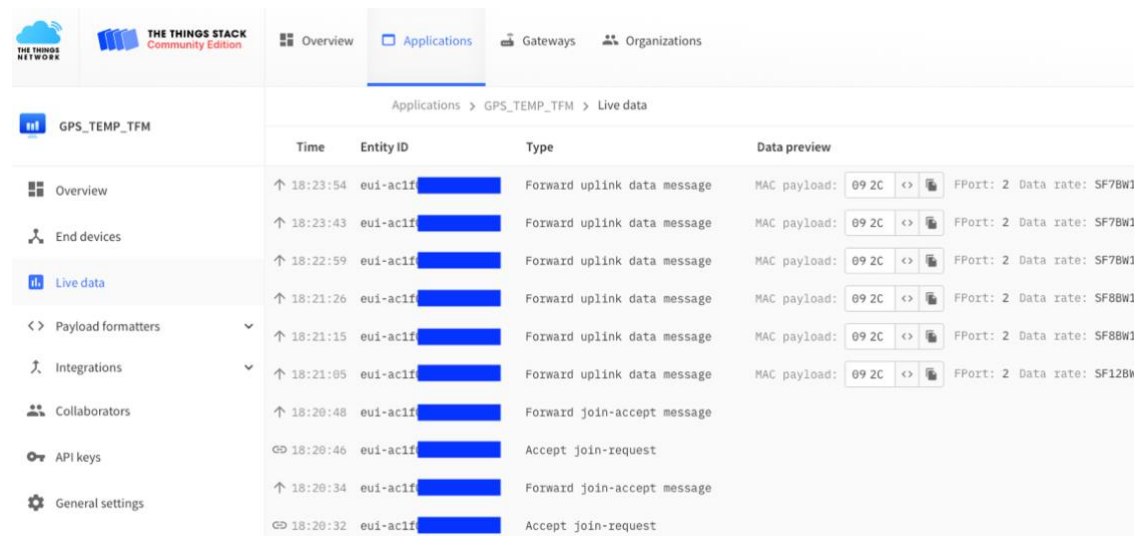 THE THINGS NETWORK
THE THINGS STACK
Community Edition
Overview Applications Gateways Organizations
GPS_TEMP_TFM
Applications > GPS_TEMP_TFM > Live data
Time Entity ID Type Data preview
Overview
End devices
Live data
<> Payload formatters
Integrations
Collaborators
API keys
General settings
↑ 18:23:54 eui-ac1f Forward uplink data message MAC payload: 09 2C <> FPort: 2 Data rate: SF7BW1
↑ 18:23:43 eui-ac1f Forward uplink data message MAC payload: 09 2C <> FPort: 2 Data rate: SF7BW1
↑ 18:22:59 eui-ac1f Forward uplink data message MAC payload: 09 2C <> FPort: 2 Data rate: SF7BW1
↑ 18:21:26 eui-ac1f Forward uplink data message MAC payload: 09 2C <> FPort: 2 Data rate: SF8BW1
↑ 18:21:15 eui-ac1f Forward uplink data message MAC payload: 09 2C <> FPort: 2 Data rate: SF8BW1
↑ 18:21:05 eui-ac1f Forward uplink data message MAC payload: 09 2C <> FPort: 2 Data rate: SF12BW
↑ 18:20:48 eui-ac1f Forward join-accept message
18:20:46 eui-ac1f Accept join-request
↑ 18:20:34 eui-ac1f Forward join-accept message
18:20:32 eui-ac1f Accept join-request